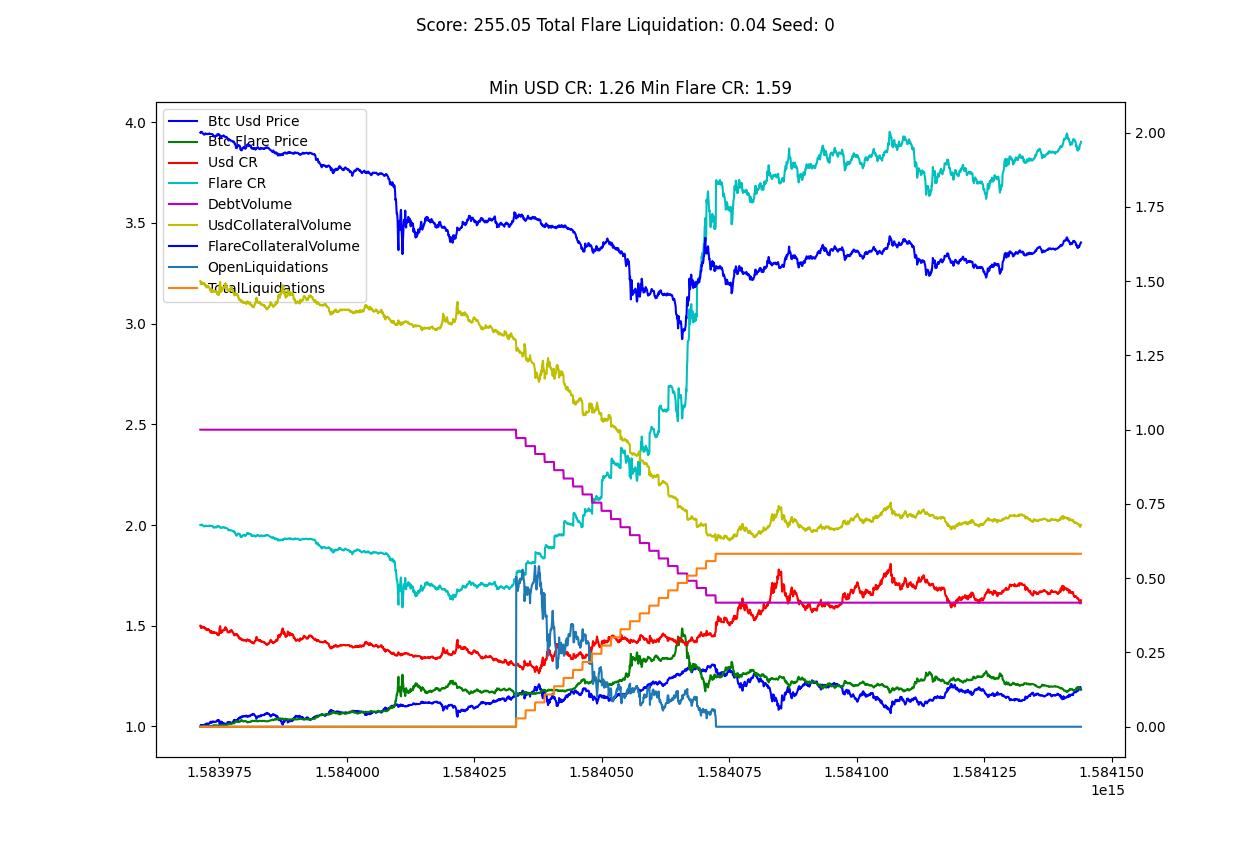 Score: 255.05 Total Flare Liquidation: 0.04 Seed: 0
Min USD CR: 1.26 Min Flare CR: 1.59
Btc Usd Price
Btc Flare Price
Usd CR
Flare CR
DebtVolume
UsdCollateralVolume
FlareCollateralVolume
OpenLiquidations
TotalLiquidations
4.0
3.5
3.0
2.5
2.0
1.5
1.0
2.00
1.75
1.50
1.25
1.00
0.75
0.50
0.25
0.00
1.583975 1.584000 1.584025 1.584050 1.584075 1.584100 1.584125 1.584150
1e15